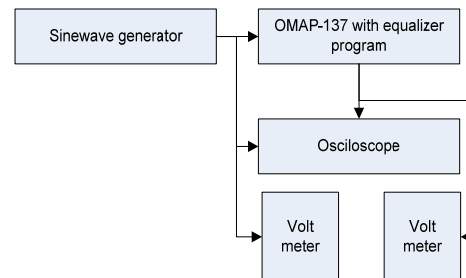 Sinewave generator
OMAP-137 with equalizer
program
Osciloscope
Volt
meter
Volt
meter